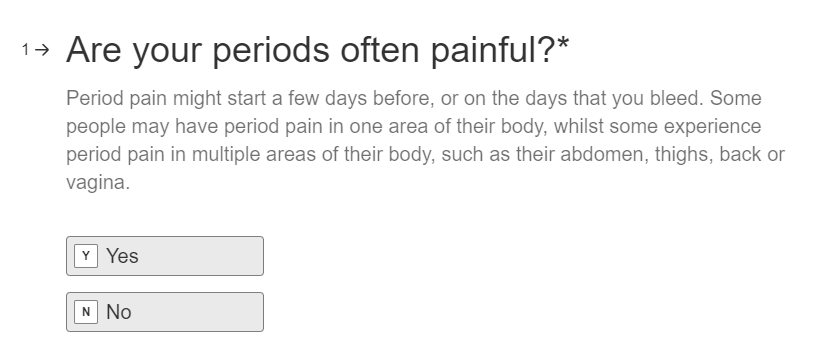 1→ Are your periods often painful?*
Period pain might start a few days before, or on the days that you bleed. Some
people may have period pain in one area of their body, whilst some experience
period pain in multiple areas of their body, such as their abdomen, thighs, back or
vagina.
Y Yes
N No